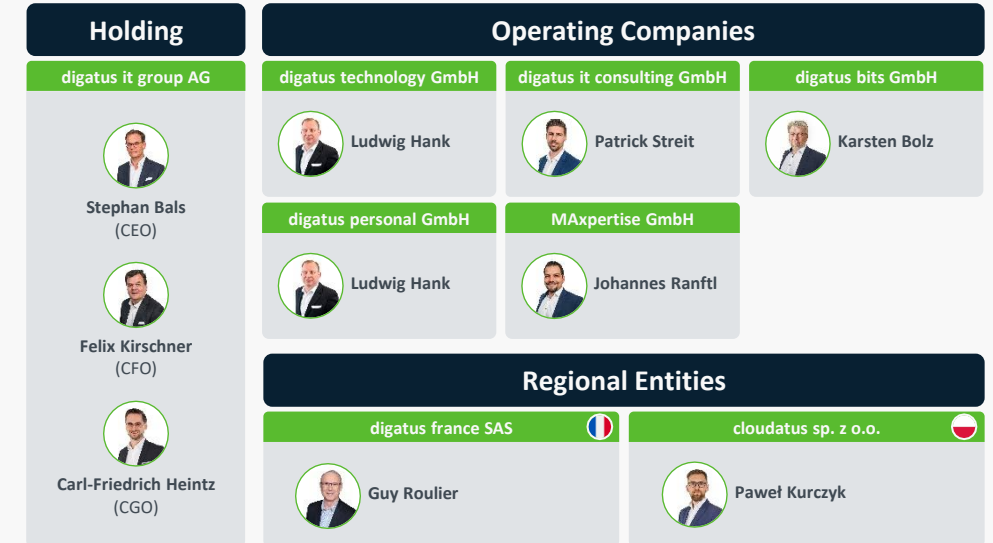 Holding
digatus it group AG
Stephan Bals
(CEO)
Felix Kirschner
(CFO)
Carl-Friedrich Heintz
(CGO)
Operating Companies
digatus technology GmbH
Ludwig Hank
digatus it consulting GmbH
Patrick Streit
digatus bits GmbH
Karsten Bolz
digatus personal GmbH
Ludwig Hank
MAxpertise GmbH
Johannes Ranftl
Regional Entities
digatus france SAS
Guy Roulier
cloudatus sp. z o.o.
Paweł Kurczyk